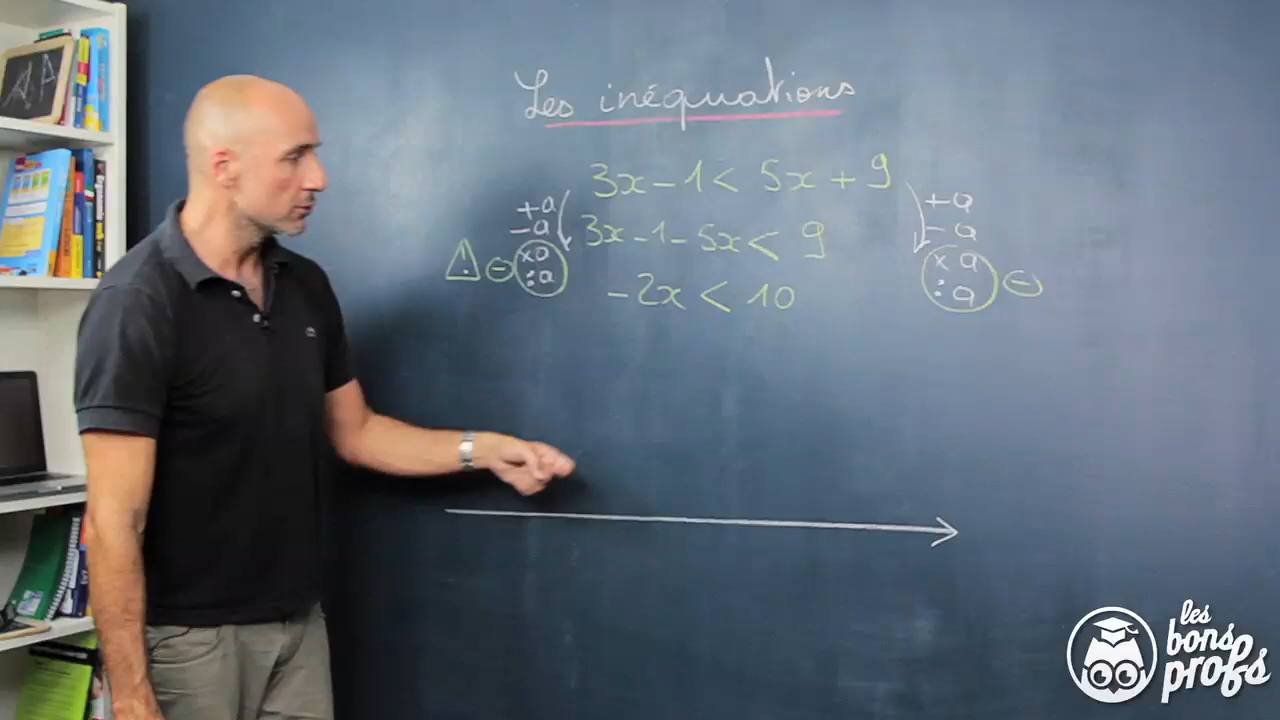 Les inéquations
3x - 1 < 5x + 9
3x - 1 - 5x < 9
-2x < 10
+a
-a
×a
:a
⚠ ⊖
+a
-a
×a
:a
⊖
les
bons
profs